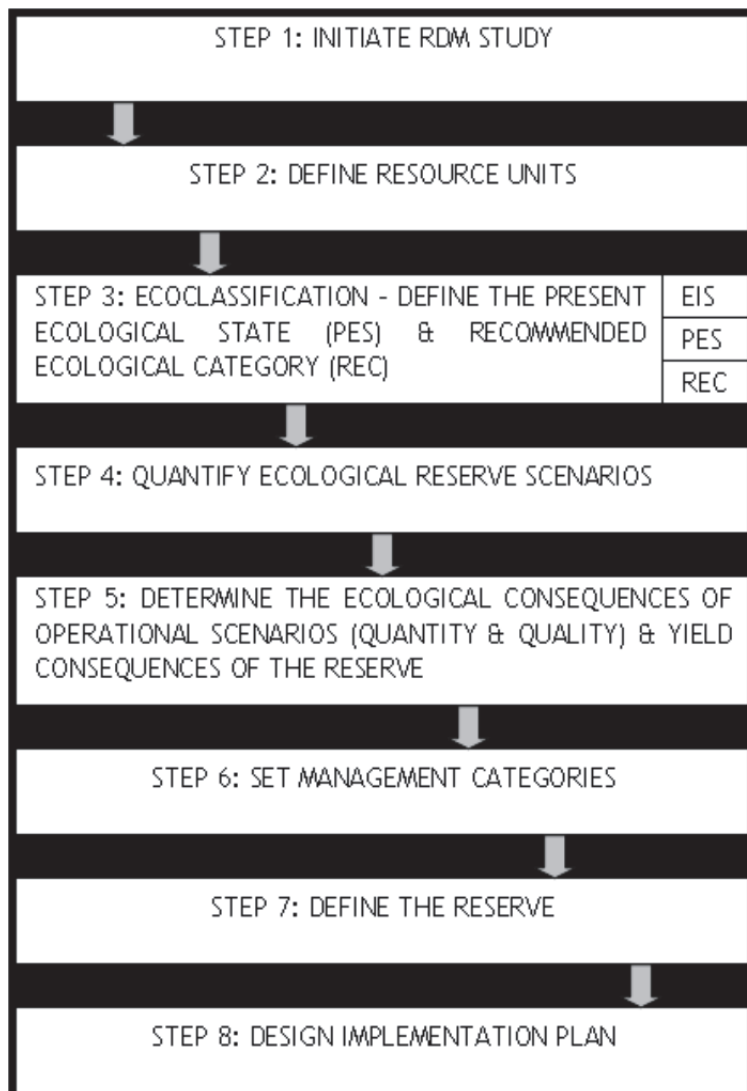 STEP 1: INITIATE RDM STUDY
STEP 2: DEFINE RESOURCE UNITS
STEP 3: ECOCLASSIFICATION - DEFINE THE PRESENT
ECOLOGICAL STATE (PES) & RECOMMENDED
ECOLOGICAL CATEGORY (REC)
EIS
PES
REC
STEP 4: QUANTIFY ECOLOGICAL RESERVE SCENARIOS
STEP 5: DETERMINE THE ECOLOGICAL CONSEQUENCES OF
OPERATIONAL SCENARIOS (QUANTITY & QUALITY) & YIELD
CONSEQUENCES OF THE RESERVE
STEP 6: SET MANAGEMENT CATEGORIES
STEP 7: DEFINE THE RESERVE
STEP 8: DESIGN IMPLEMENTATION PLAN